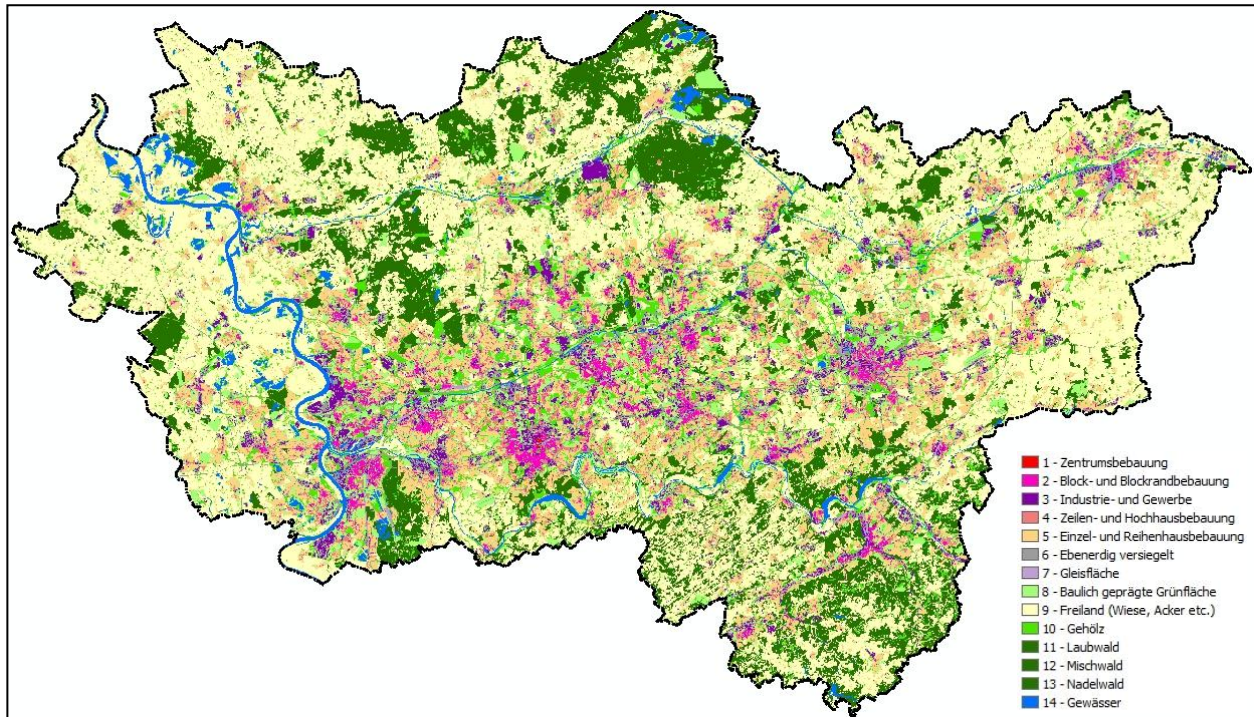 1 - Zentrumsbebauung
2 - Block- und Blockrandbebauung
3 - Industrie- und Gewerbe
4 - Zeilen- und Hochhausbebauung
5 - Einzel- und Reihenhausbebauung
6 - Ebenerdig versiegelt
7 - Gleisfläche
8 - Baulich geprägte Grünfläche
9 - Freiland (Wiese, Acker etc.)
10 - Gehölz
11 - Laubwald
12 - Mischwald
13 - Nadelwald
14 - Gewässer